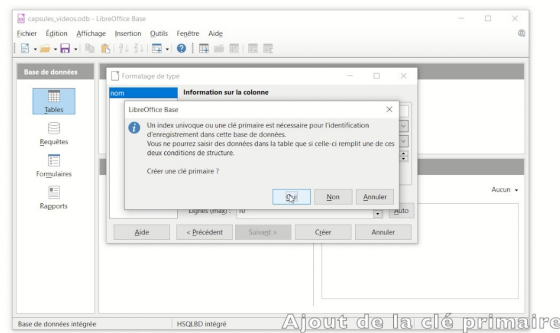 capsules_videos.odb - LibreOffice Base
Fichier Édition Affichage Insertion Outils Fenêtre Aide
Base de données
Tables
Requêtes
Formulaires
Rapports
Formatage de type
nom
Information sur la colonne
LibreOffice Base
Un index univoque ou une clé primaire est nécessaire pour l'identification
d'enregistrement dans cette base de données.
Vous ne pourrez saisir des données dans la table que si celle-ci remplit une de ces
deux conditions de structure.
Créer une clé primaire ?
Oui Non Annuler
Lignes (max) : 10 Auto
Aide < Précédent Suivant > Créer Annuler
Aucun
Base de données intégrée HSQLBD intégré
Ajout de la clé primaire